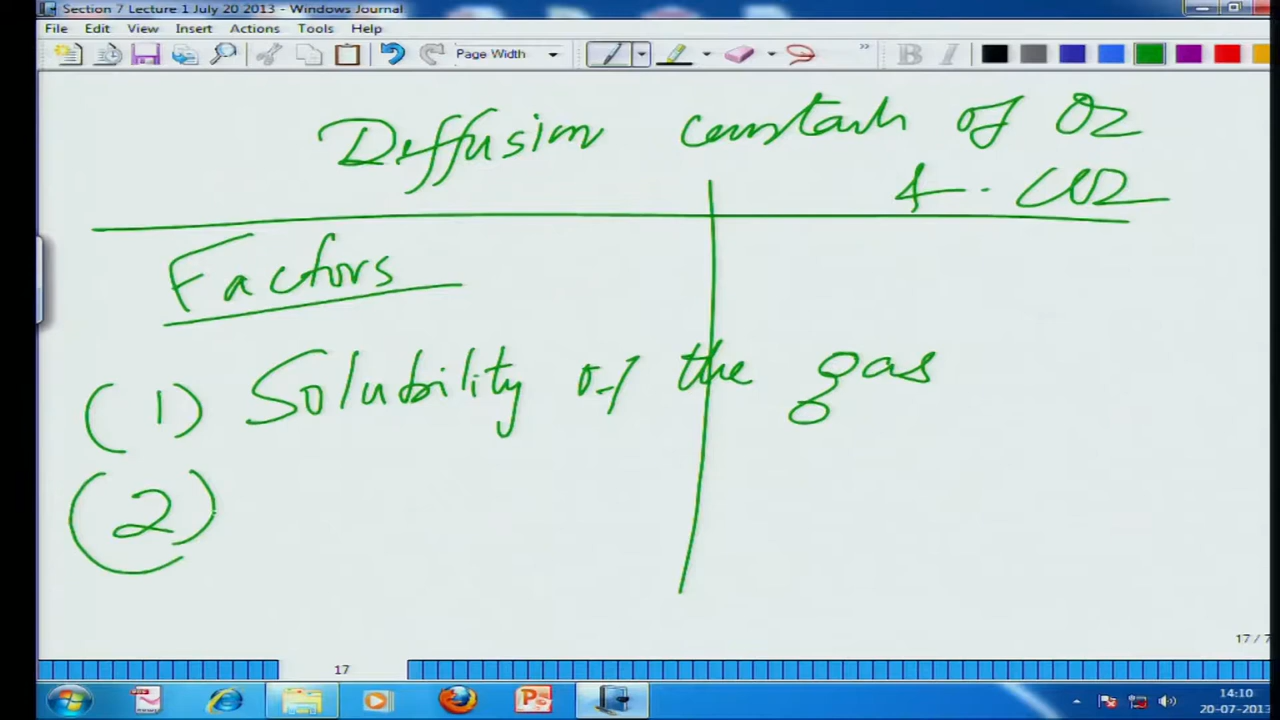 Section 7 Lecture 1 July 20 2013 - Windows Journal
File Edit View Insert Actions Tools Help
Page Width
B I
Diffusion constant of O2
& CO2
Factors
(1) Solubility of the gas
(2)
17 / 7
17
14:10
20-07-2013